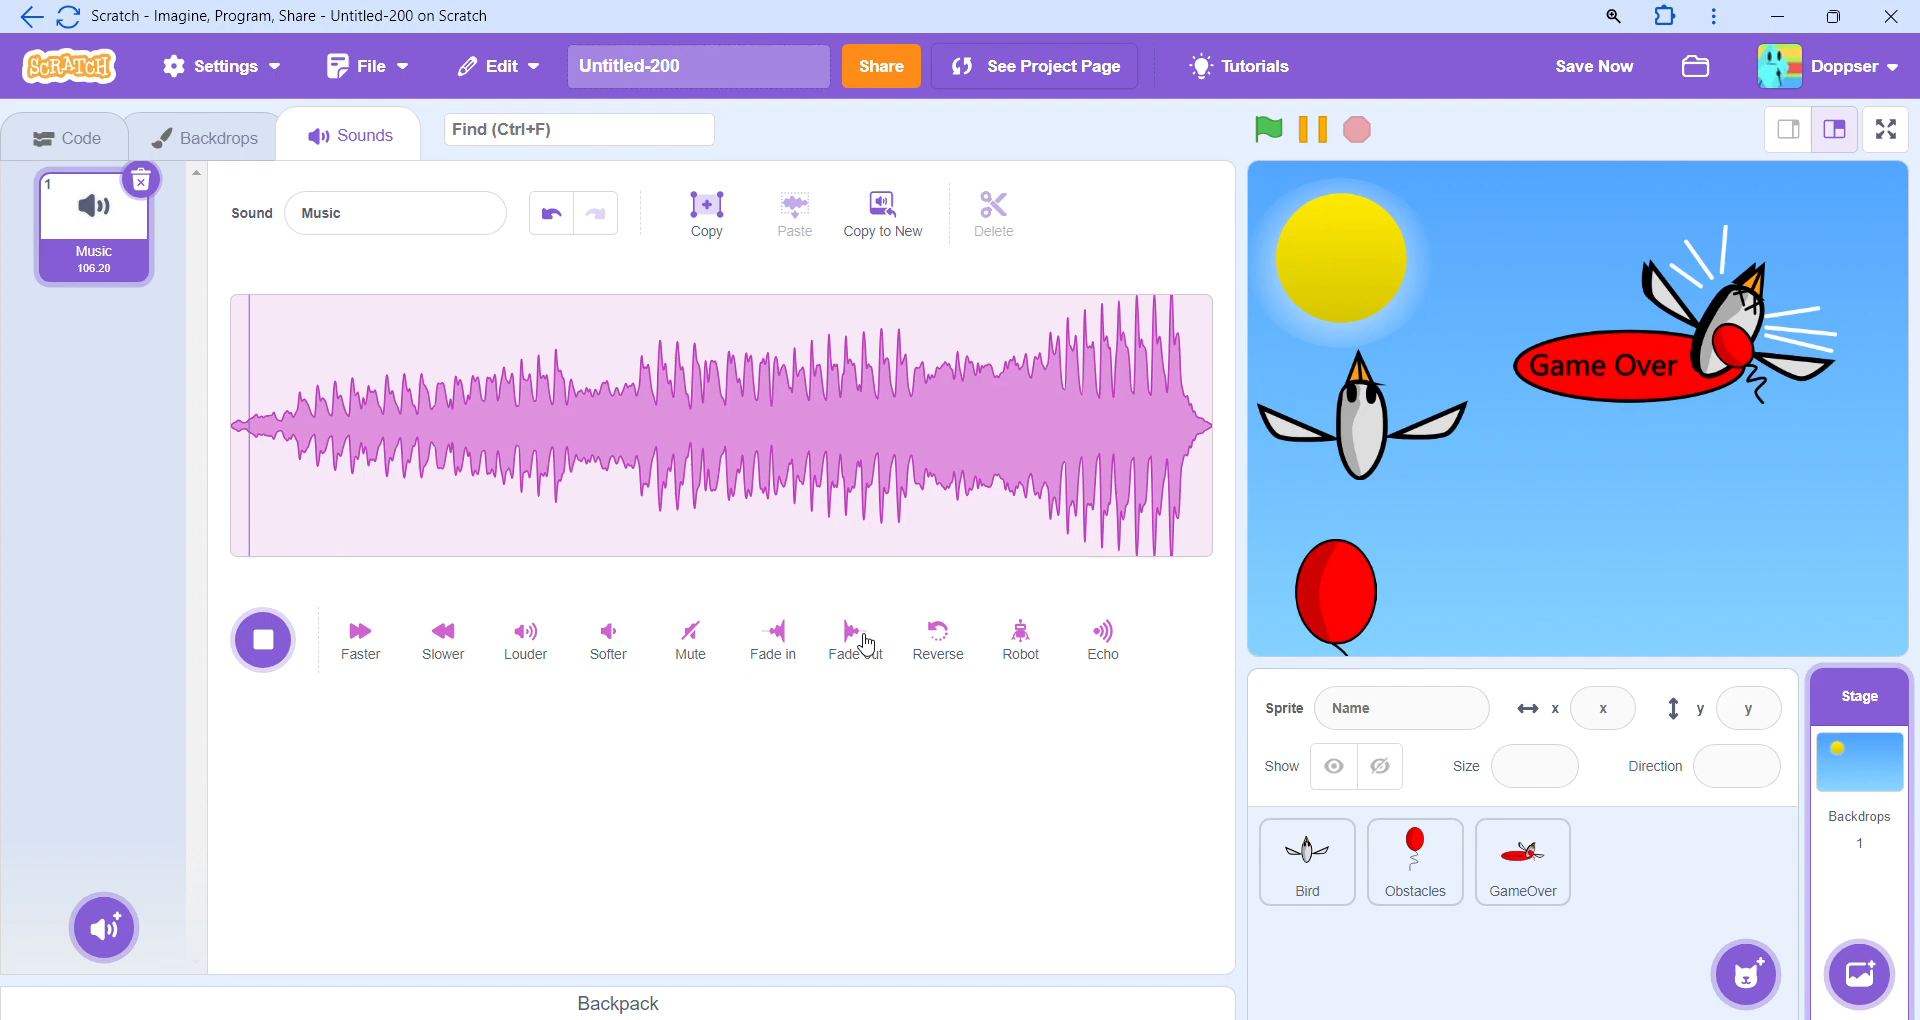 Scratch - Imagine, Program, Share - Untitled-200 on Scratch
SCRATCH Settings File Edit Untitled-200 Share See Project Page Tutorials Save Now Doppser
Code Backdrops Sounds Find (Ctrl+F)
1
Music
106.20
Sound Music Copy Paste Copy to New Delete
Faster Slower Louder Softer Mute Fade in Fade out Reverse Robot Echo
Game Over
Sprite Name x x y y
Show Size Direction
Bird Obstacles GameOver
Stage
Backdrops
1
Backpack